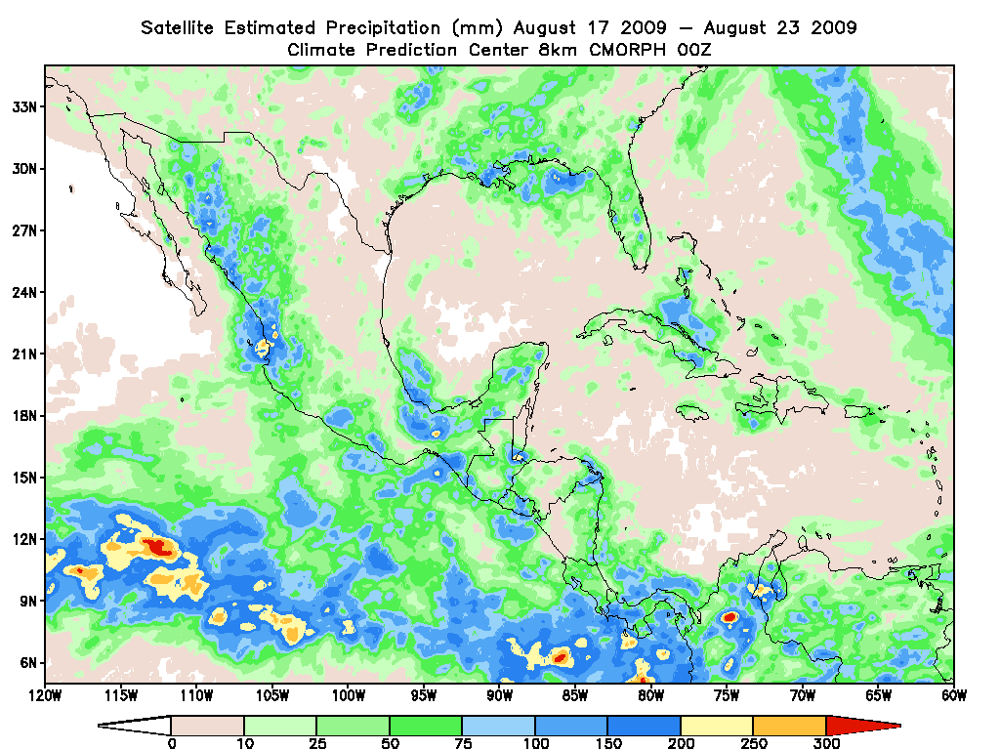 Satellite Estimated Precipitation (mm) August 17 2009 – August 23 2009
Climate Prediction Center 8km CMORPH 00Z
33N
30N
27N
24N
21N
18N
15N
12N
9N
6N
120W 115W 110W 105W 100W 95W 90W 85W 80W 75W 70W 65W 60W
0 10 25 50 75 100 150 200 250 300